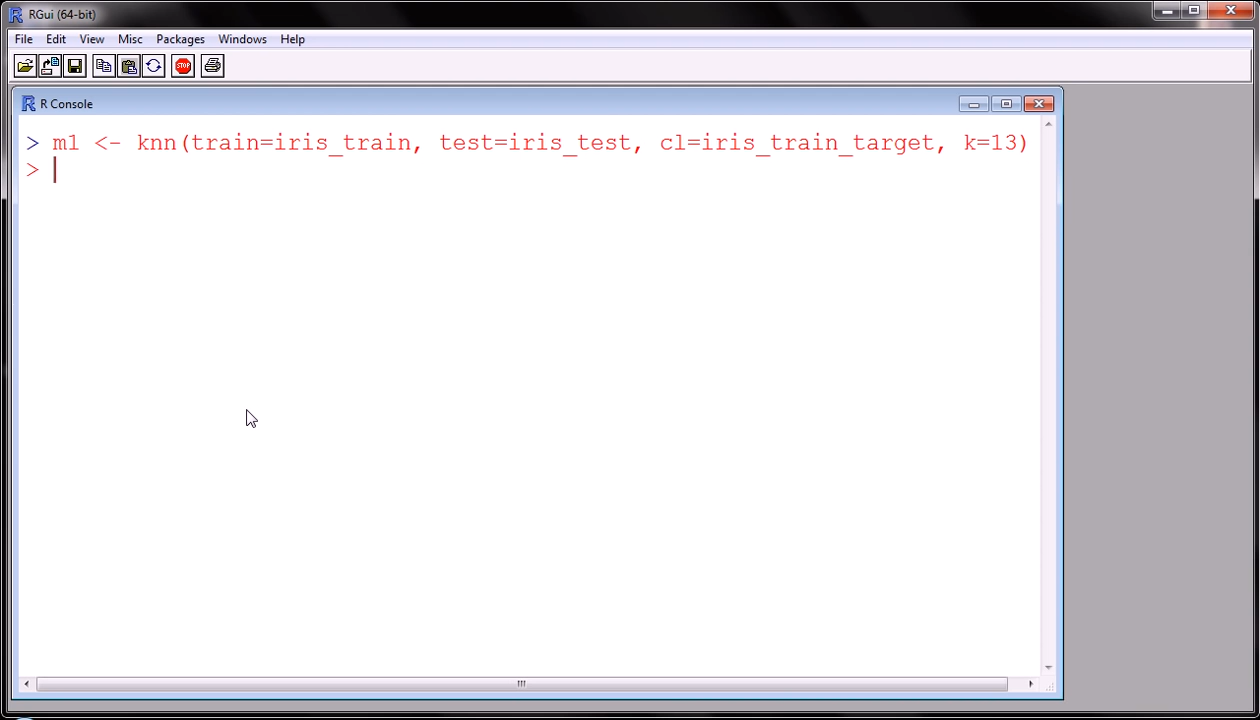 RGui (64-bit)
File Edit View Misc Packages Windows Help
STOP
R Console
> m1 <- knn(train=iris_train, test=iris_test, cl=iris_train_target, k=13)
>